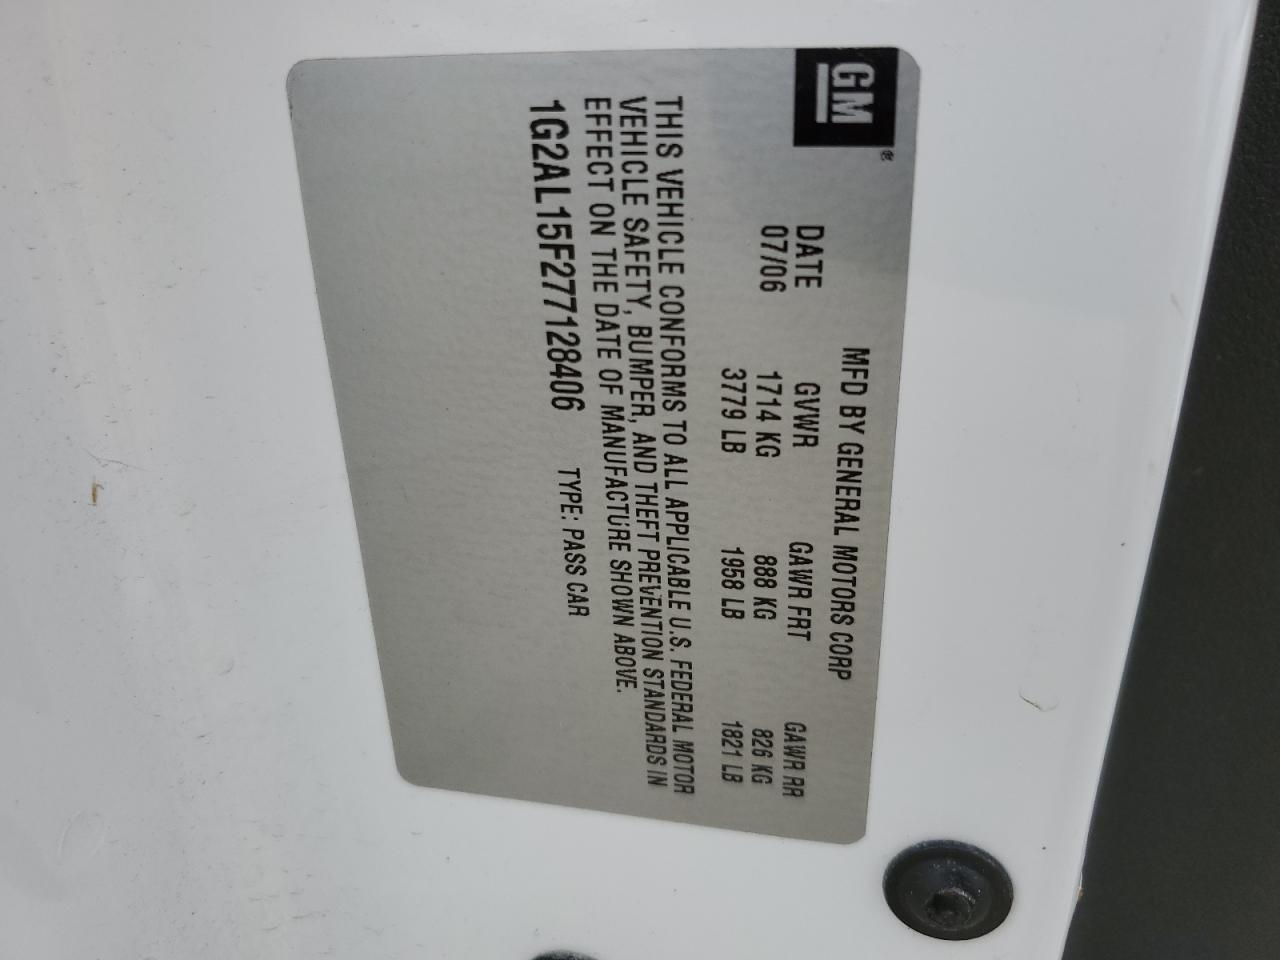 GM®
MFD BY GENERAL MOTORS CORP
DATE GVWR GAWR FRT GAWR RR
07/06 1714 KG 888 KG 826 KG
3779 LB 1958 LB 1821 LB
THIS VEHICLE CONFORMS TO ALL APPLICABLE U.S. FEDERAL MOTOR
VEHICLE SAFETY, BUMPER, AND THEFT PREVENTION STANDARDS IN
EFFECT ON THE DATE OF MANUFACTURE SHOWN ABOVE.
1G2AL15F277128406 TYPE: PASS CAR